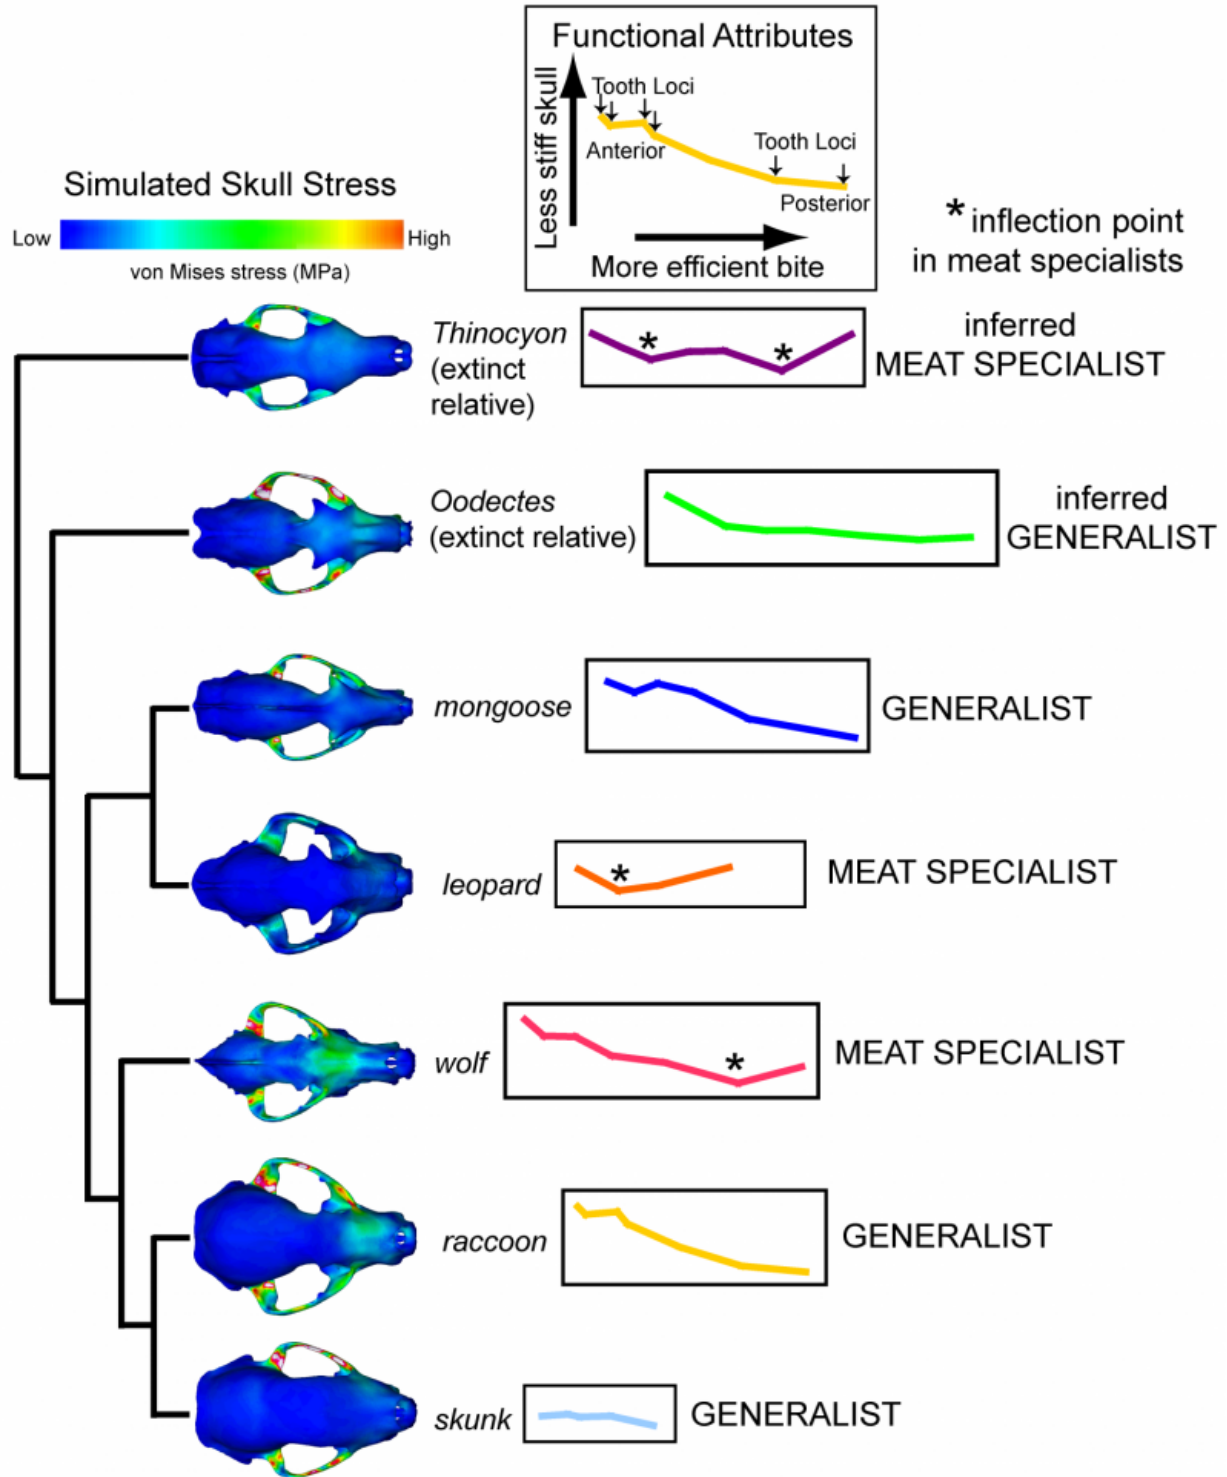 Functional Attributes
Less stiff skull
Tooth Loci
Anterior
Tooth Loci
Posterior
More efficient bite
Simulated Skull Stress
Low
High
von Mises stress (MPa)
* inflection point
in meat specialists
Thinocyon
(extinct
relative)
*
*
inferred
MEAT SPECIALIST
Oodectes
(extinct relative)
inferred
GENERALIST
mongoose
GENERALIST
leopard
*
MEAT SPECIALIST
wolf
*
MEAT SPECIALIST
raccoon
GENERALIST
skunk
GENERALIST